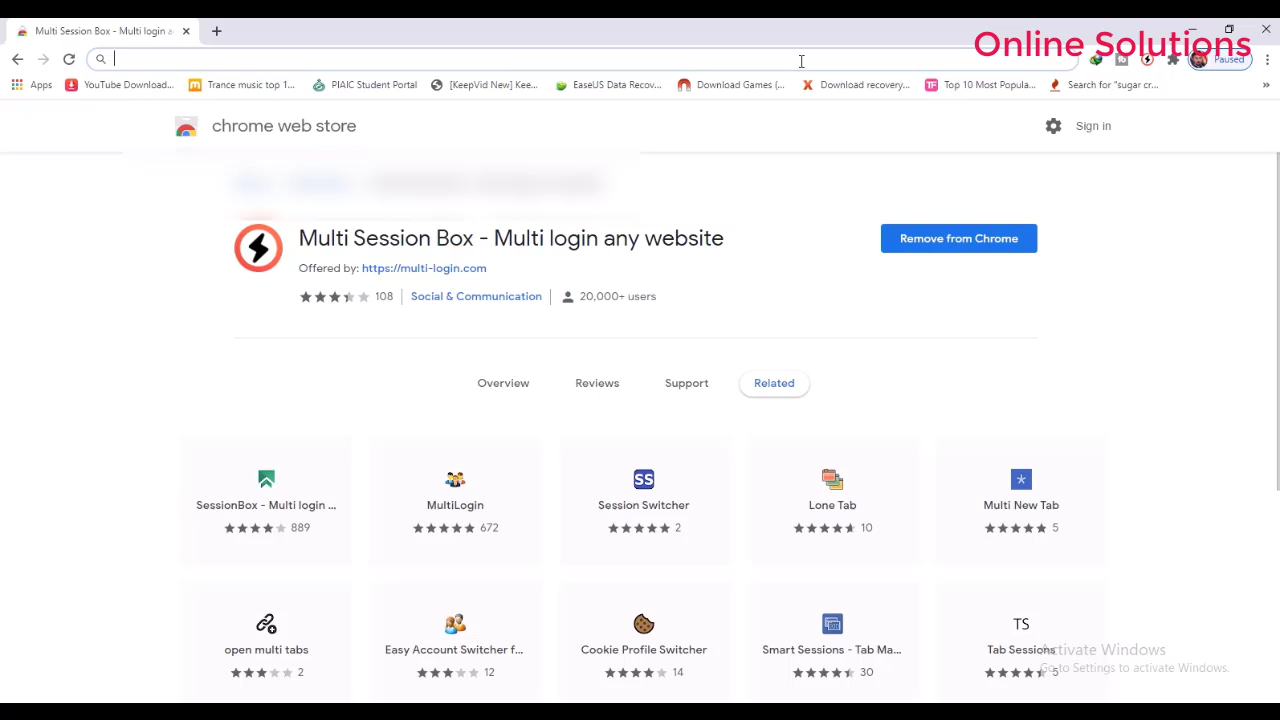 Multi Session Box - Multi login a
Online Solutions
Paused
Apps
YouTube Download...
Trance music top 1...
PIAIC Student Portal
[KeepVid New] Kee...
EaseUS Data Recov...
Download Games (...
Download recovery...
Top 10 Most Popula...
Search for "sugar cr...
»
chrome web store
Sign in
Multi Session Box - Multi login any website
Remove from Chrome
Offered by: https://multi-login.com
108
Social & Communication
20,000+ users
Overview
Reviews
Support
Related
SS
SessionBox - Multi login ...
MultiLogin
Session Switcher
Lone Tab
Multi New Tab
889
672
2
10
5
TS
open multi tabs
Easy Account Switcher f...
Cookie Profile Switcher
Smart Sessions - Tab Ma...
Tab Sessions
2
12
14
30
5
Activate Windows
Go to Settings to activate Windows.